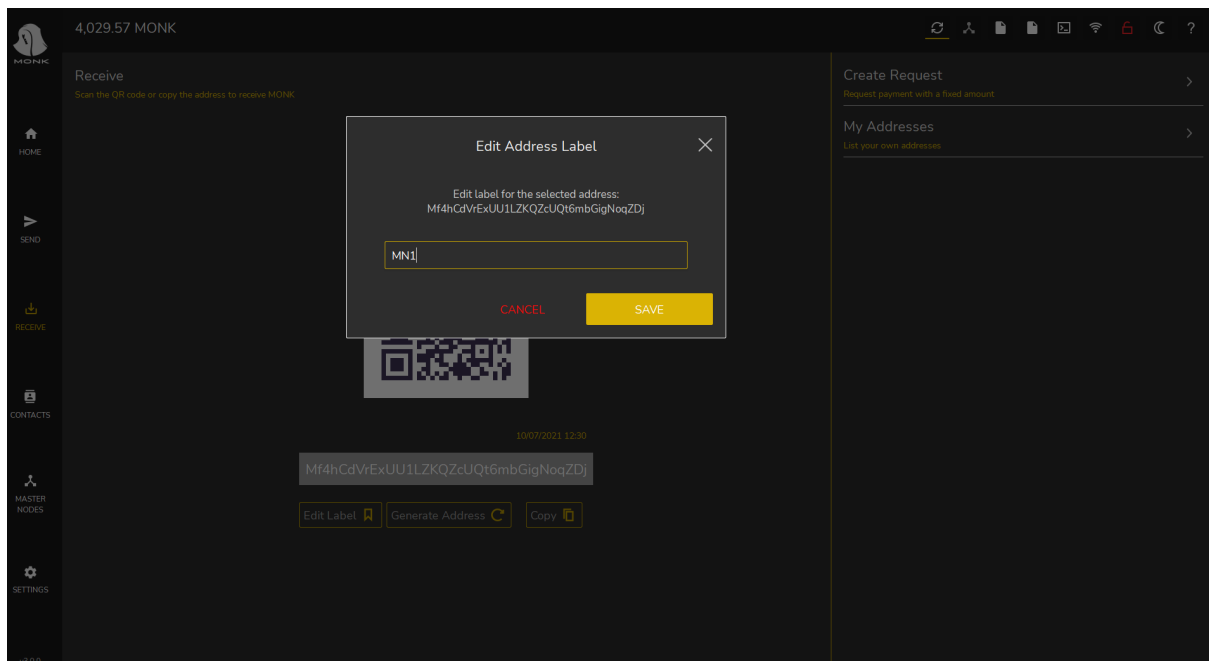 4,029.57 MONK
?
MONK
Receive
Scan the QR code or copy the address to receive MONK
Create Request
Request payment with a fixed amount
My Addresses
List your own addresses
HOME
SEND
RECEIVE
CONTACTS
MASTER
NODES
SETTINGS
Edit Address Label
Edit label for the selected address:
Mf4hCdVrExUU1LZKQZcUQt6mbGigNoqZDj
MN1
CANCEL
SAVE
10/07/2021 12:30
Mf4hCdVrExUU1LZKQZcUQt6mbGigNoqZDj
Edit Label
Generate Address
Copy